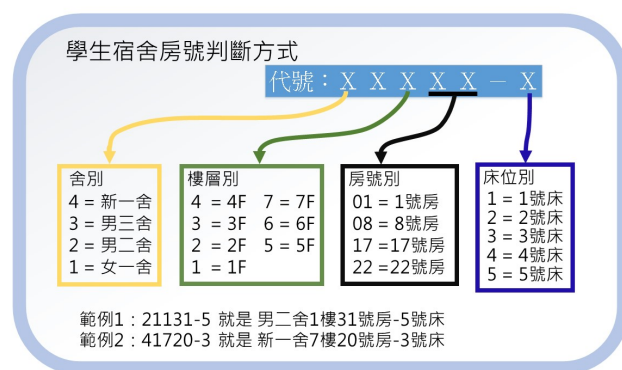 學生宿舍房號判斷方式
代號：X X X X X － X
舍別
4 = 新一舍
3 = 男三舍
2 = 男二舍
1 = 女一舍
樓層別
4 = 4F 7 = 7F
3 = 3F 6 = 6F
2 = 2F 5 = 5F
1 = 1F
房號別
01 = 1號房
08 = 8號房
17 =17號房
22 =22號房
床位別
1 = 1號床
2 = 2號床
3 = 3號床
4 = 4號床
5 = 5號床
範例1：21131-5 就是 男二舍1樓31號房-5號床
範例2：41720-3 就是 新一舍7樓20號房-3號床